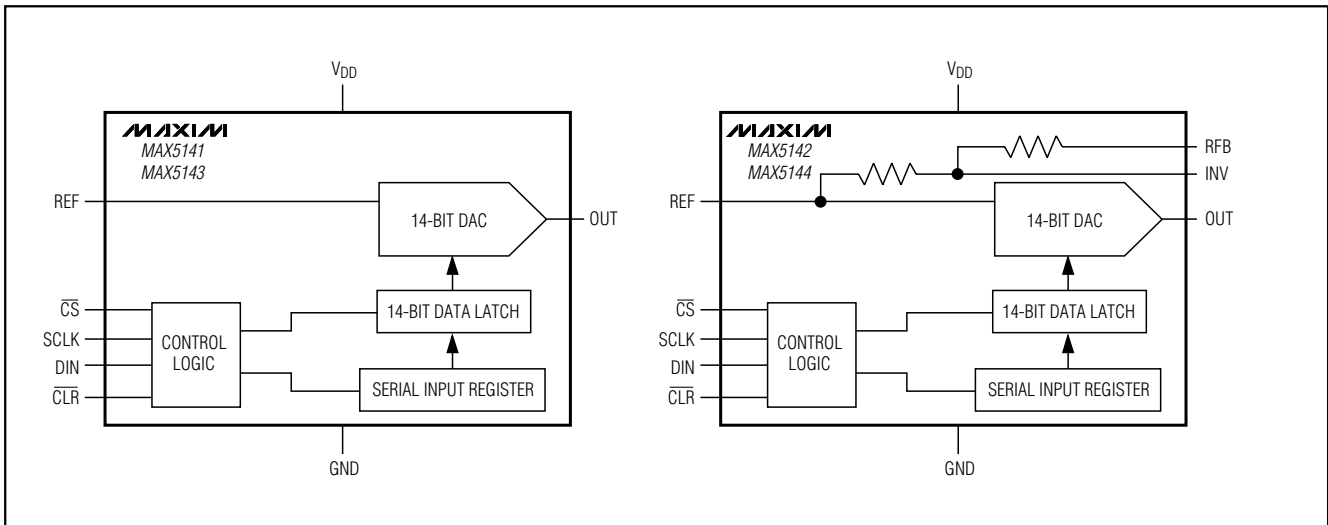 VDD
MAXIM
MAX5141
MAX5143
REF
14-BIT DAC
OUT
CS
SCLK
DIN
CLR
CONTROL
LOGIC
14-BIT DATA LATCH
SERIAL INPUT REGISTER
GND
VDD
MAXIM
MAX5142
MAX5144
RFB
INV
REF
14-BIT DAC
OUT
CS
SCLK
DIN
CLR
CONTROL
LOGIC
14-BIT DATA LATCH
SERIAL INPUT REGISTER
GND